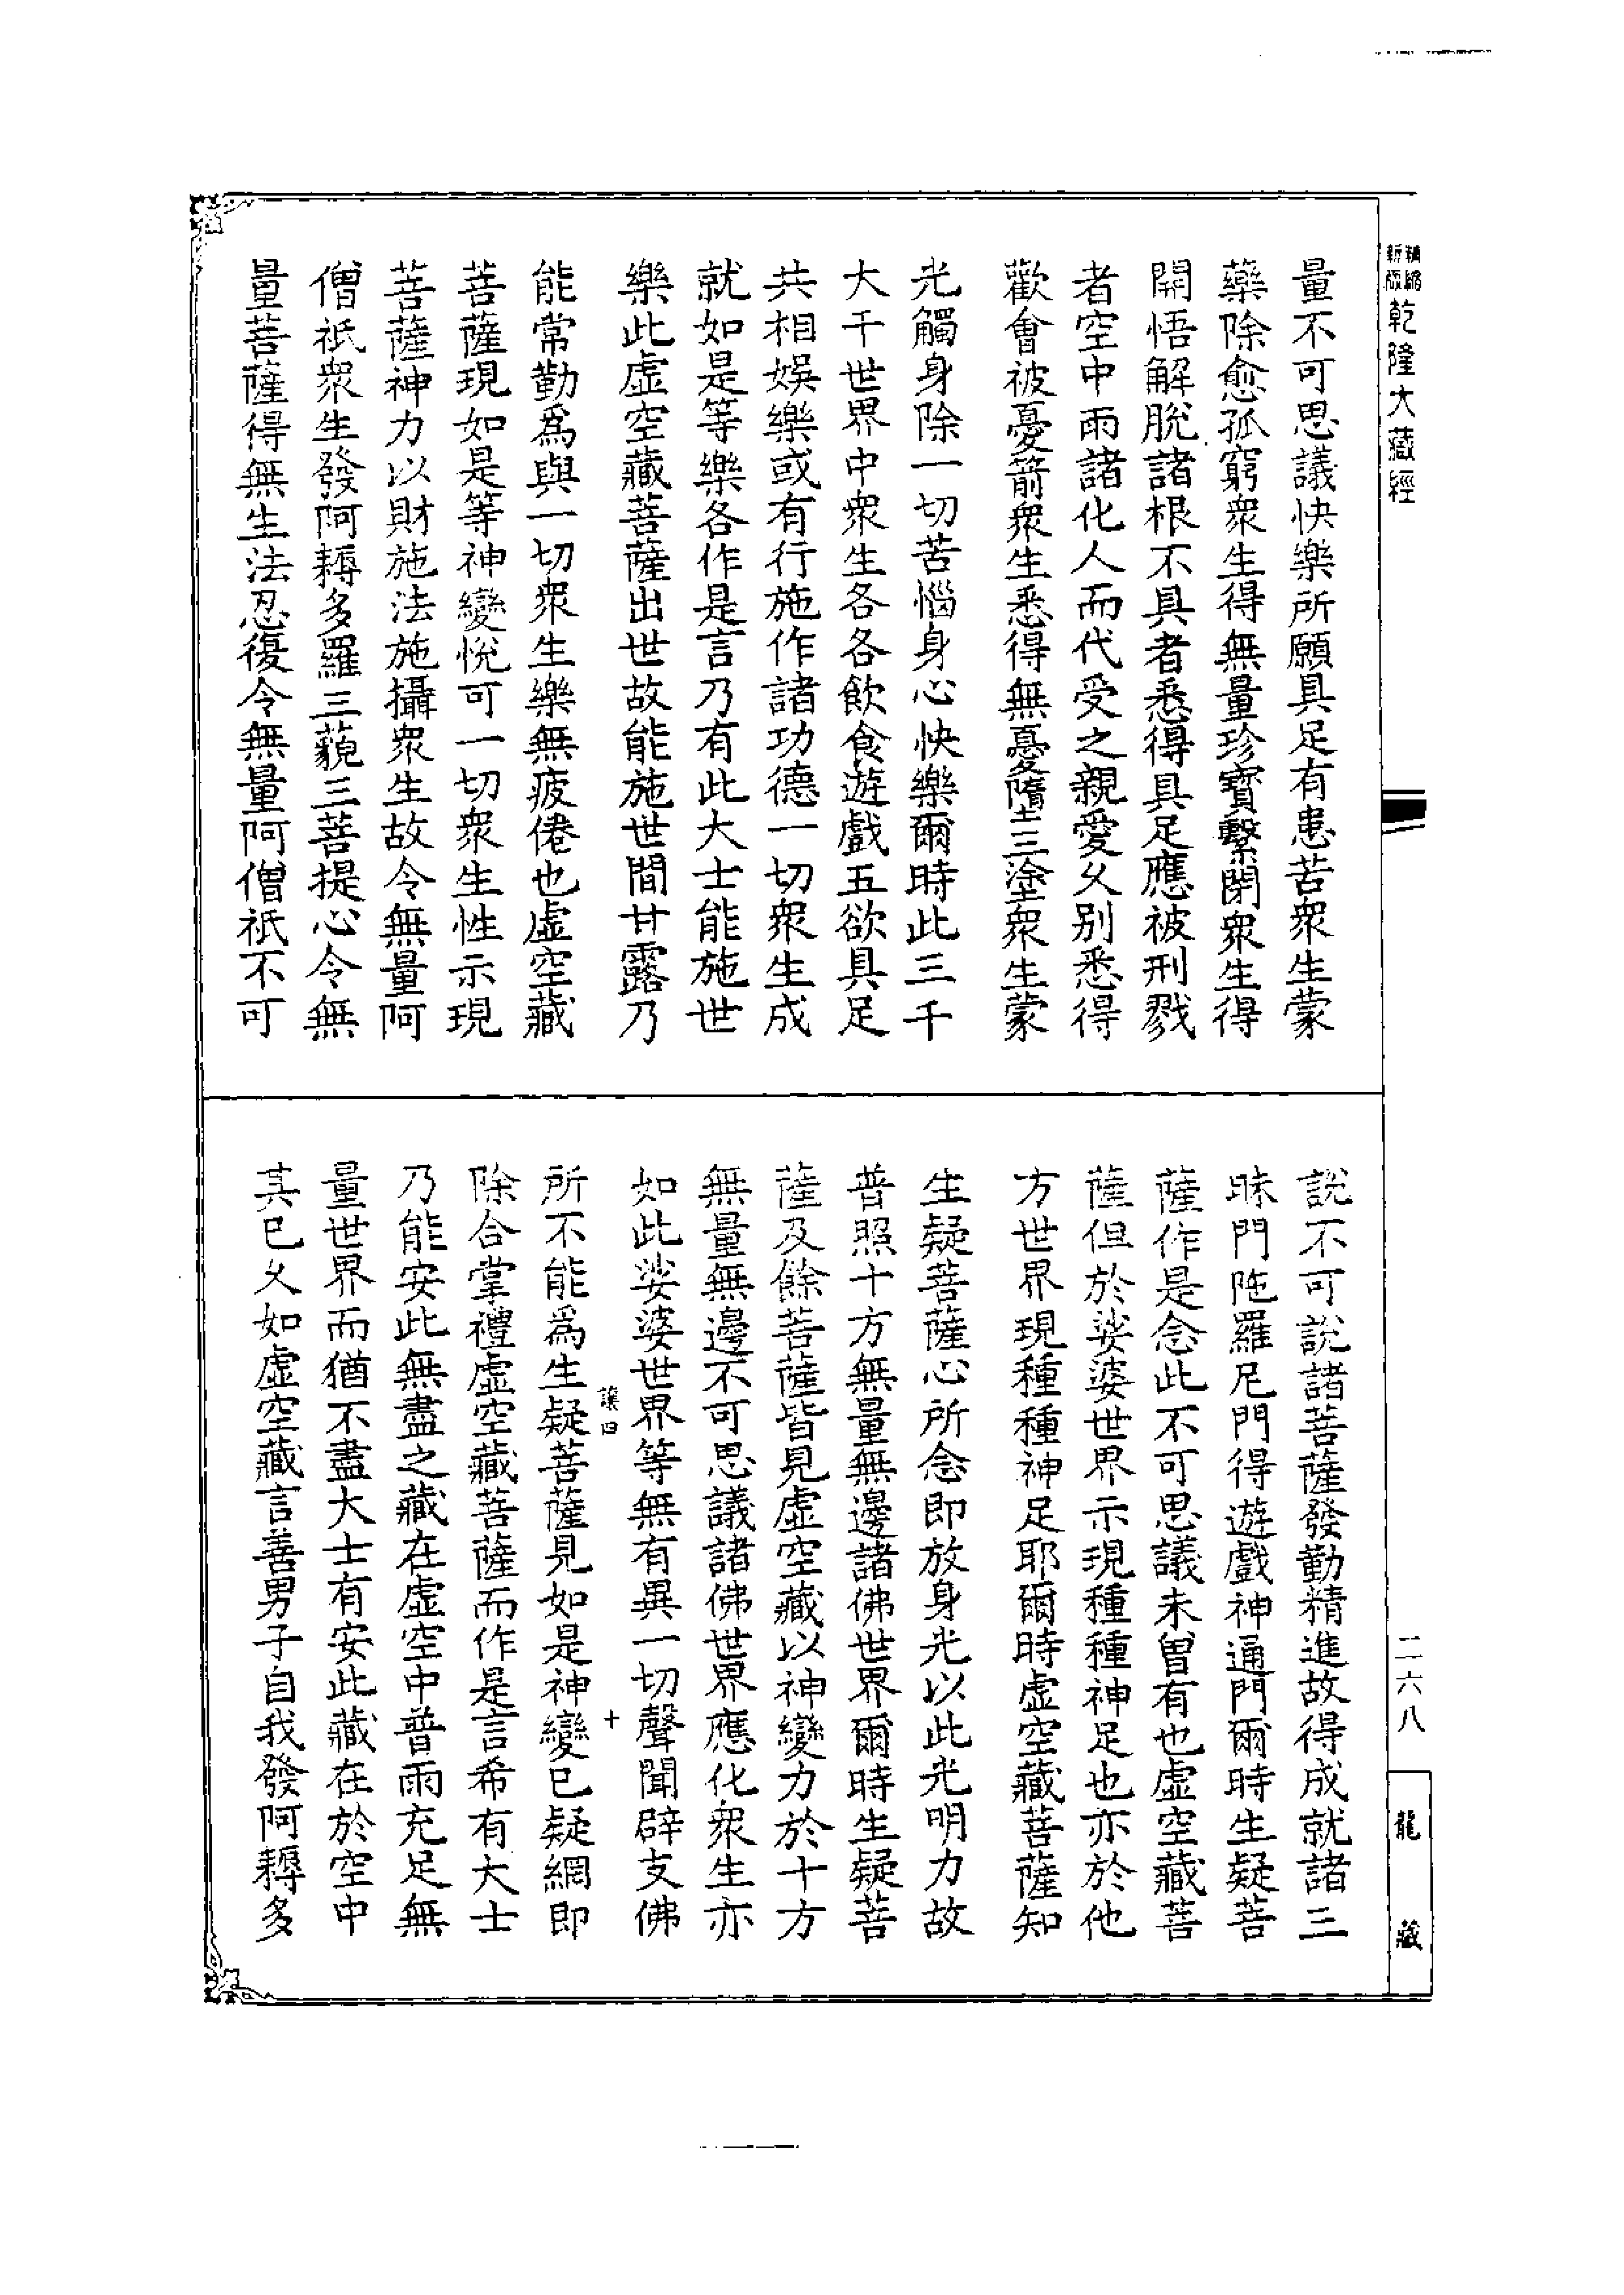 精縮新版乾隆大藏經
量不可思議快樂所願具足有患苦衆生蒙
藥除愈孤窮衆生得無量珍寶繫閉衆生得
開悟解脫諸根不具者悉得具足應被刑戮
者空中雨諸化人而代受之親愛久別悉得
歡會被憂箭衆生悉得無憂墮三塗衆生蒙
光觸身除一切苦惱身心快樂爾時此三千
大千世界中衆生各各飲食遊戲五欲具足
共相娛樂或有行施作諸功德一切衆生成
就如是等樂各作是言乃有此大士能施世
樂此虛空藏菩薩出世故能施世間甘露乃
能常勤爲與一切衆生樂無疲倦也虛空藏
菩薩現如是等神變悅可一切衆生性示現
菩薩神力以財施法施攝衆生故令無量阿
僧祇衆生發阿耨多羅三藐三菩提心令無
量菩薩得無生法忍復令無量阿僧祇不可
說不可說諸菩薩發勤精進故得成就諸三
昧門陁羅尼門得遊戲神通門爾時生疑菩
薩作是念此不可思議未曾有也虛空藏菩
薩但於娑婆世界示現種種神足也亦於他
方世界現種種神足耶爾時虛空藏菩薩知
生疑菩薩心所念即放身光以此光明力故
普照十方無量無邊諸佛世界爾時生疑菩
薩及餘菩薩皆見虛空藏以神變力於十方
無量無邊不可思議諸佛世界應化衆生亦
如此娑婆世界等無有異一切聲聞辟支佛
讓四 十
所不能爲生疑菩薩見如是神變已疑網即
除合掌禮虛空藏菩薩而作是言希有大士
乃能安此無盡之藏在虛空中普雨充足無
量世界而猶不盡大士有安此藏在於空中
其已久如虛空藏言善男子自我發阿耨多
二六八
龍藏